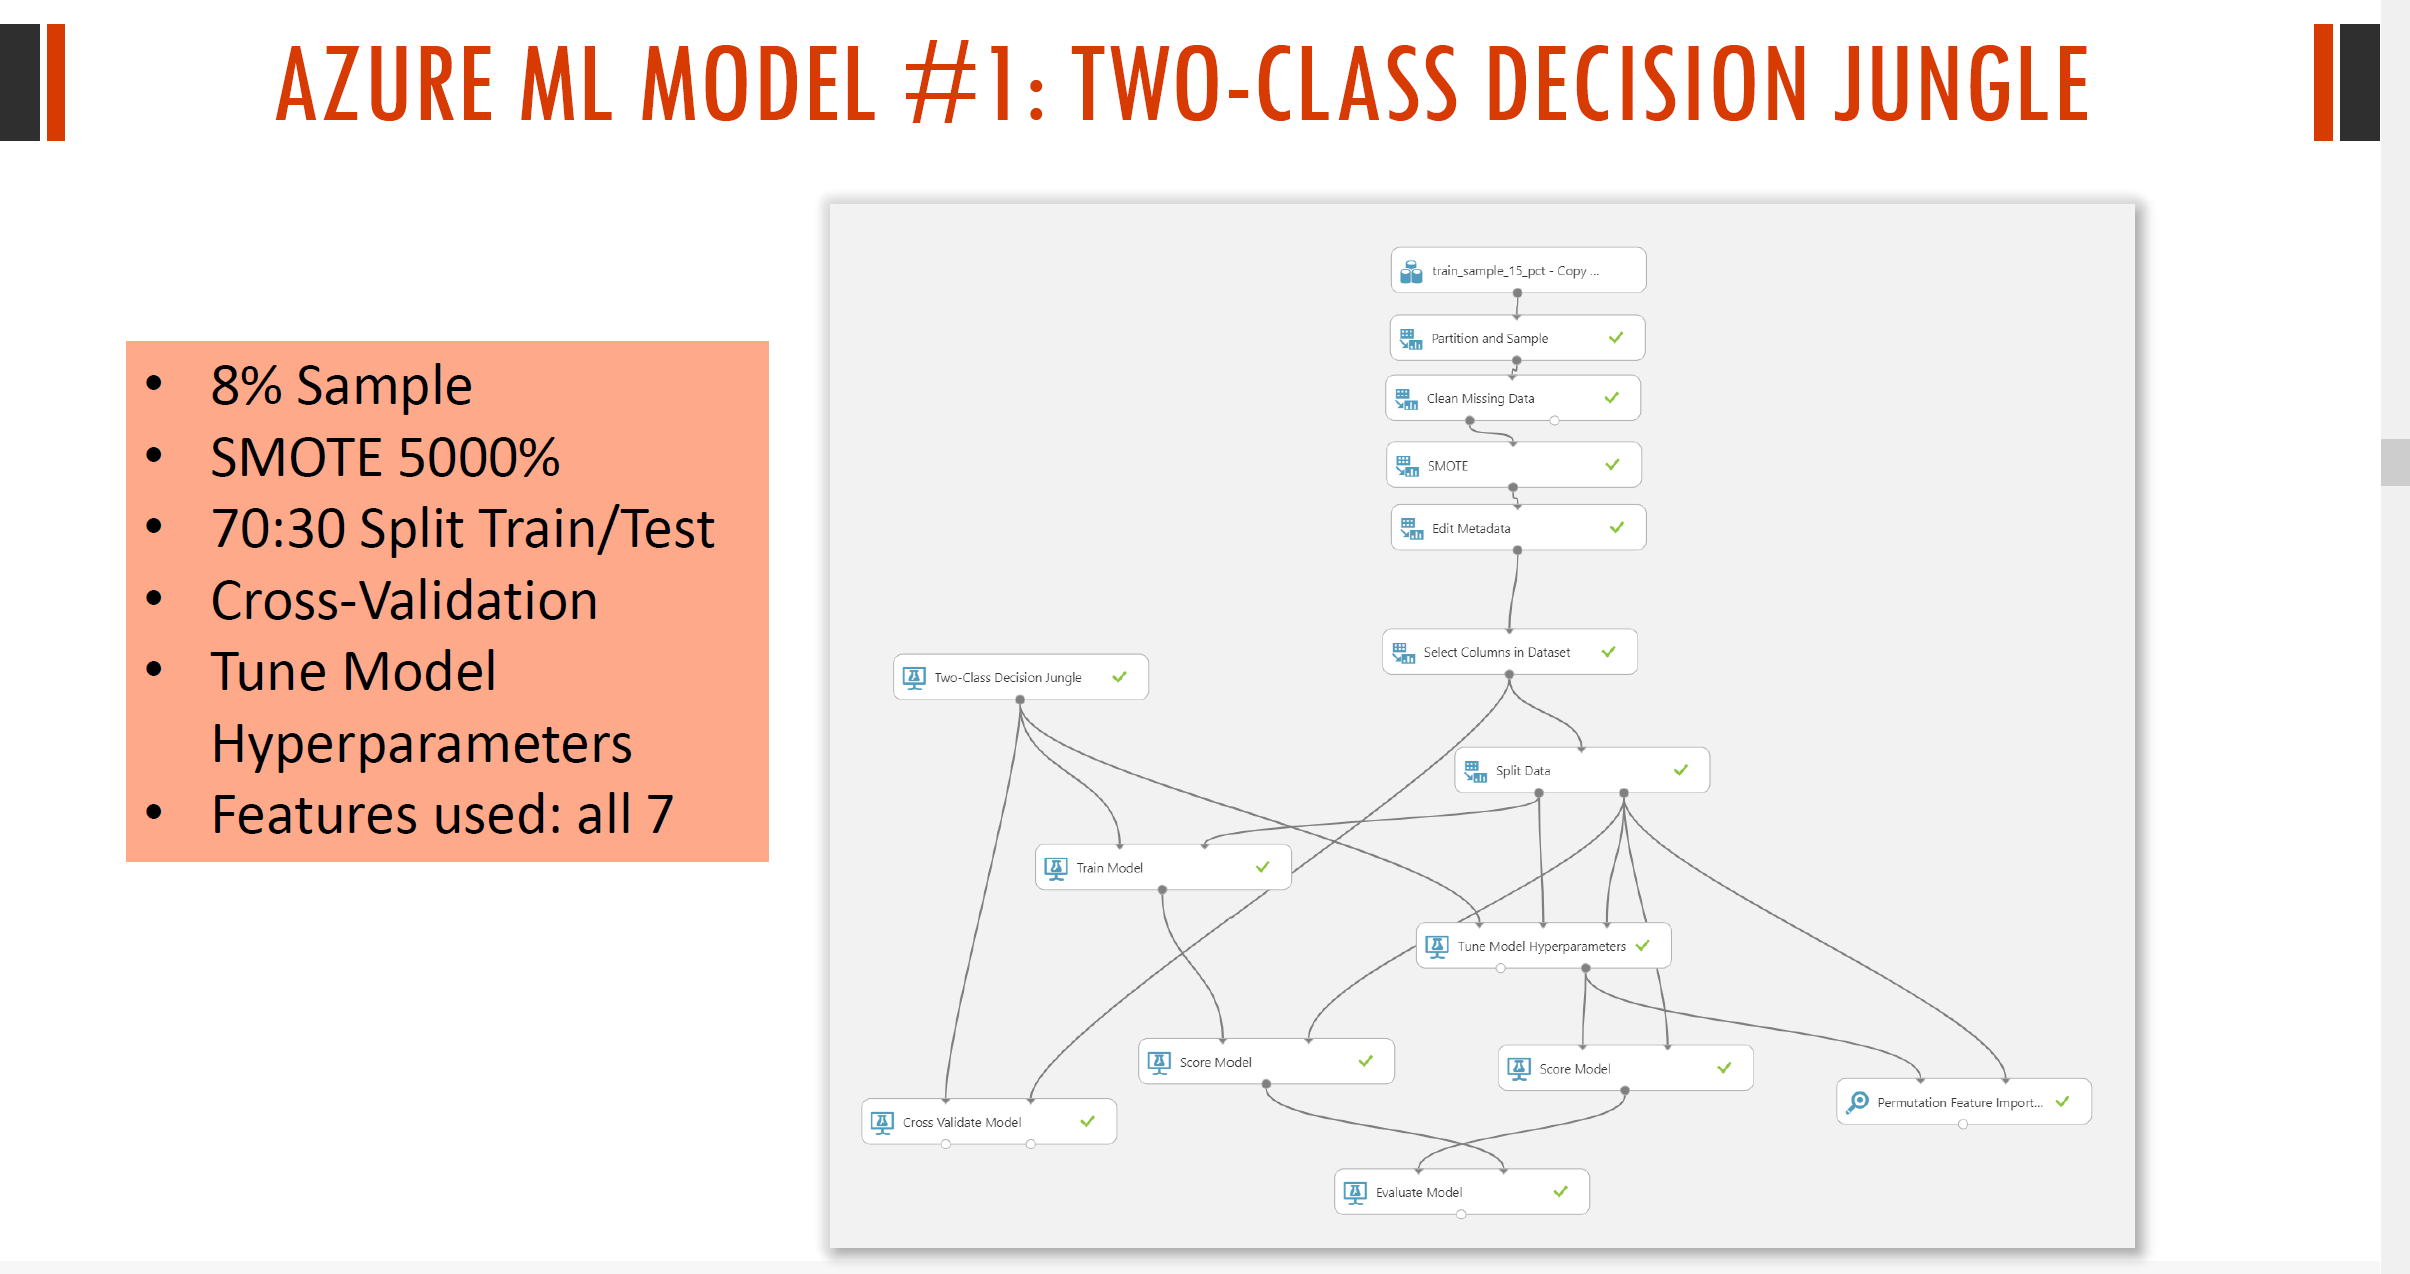 AZURE ML MODEL #1: TWO-CLASS DECISION JUNGLE
• 8% Sample
• SMOTE 5000%
• 70:30 Split Train/Test
• Cross-Validation
• Tune Model
Hyperparameters
• Features used: all 7
train_sample_15_pct - Copy ...
Partition and Sample
Clean Missing Data
SMOTE
Edit Metadata
Select Columns in Dataset
Two-Class Decision Jungle
Split Data
Train Model
Tune Model Hyperparameters
Score Model
Score Model
Permutation Feature Import...
Cross Validate Model
Evaluate Model